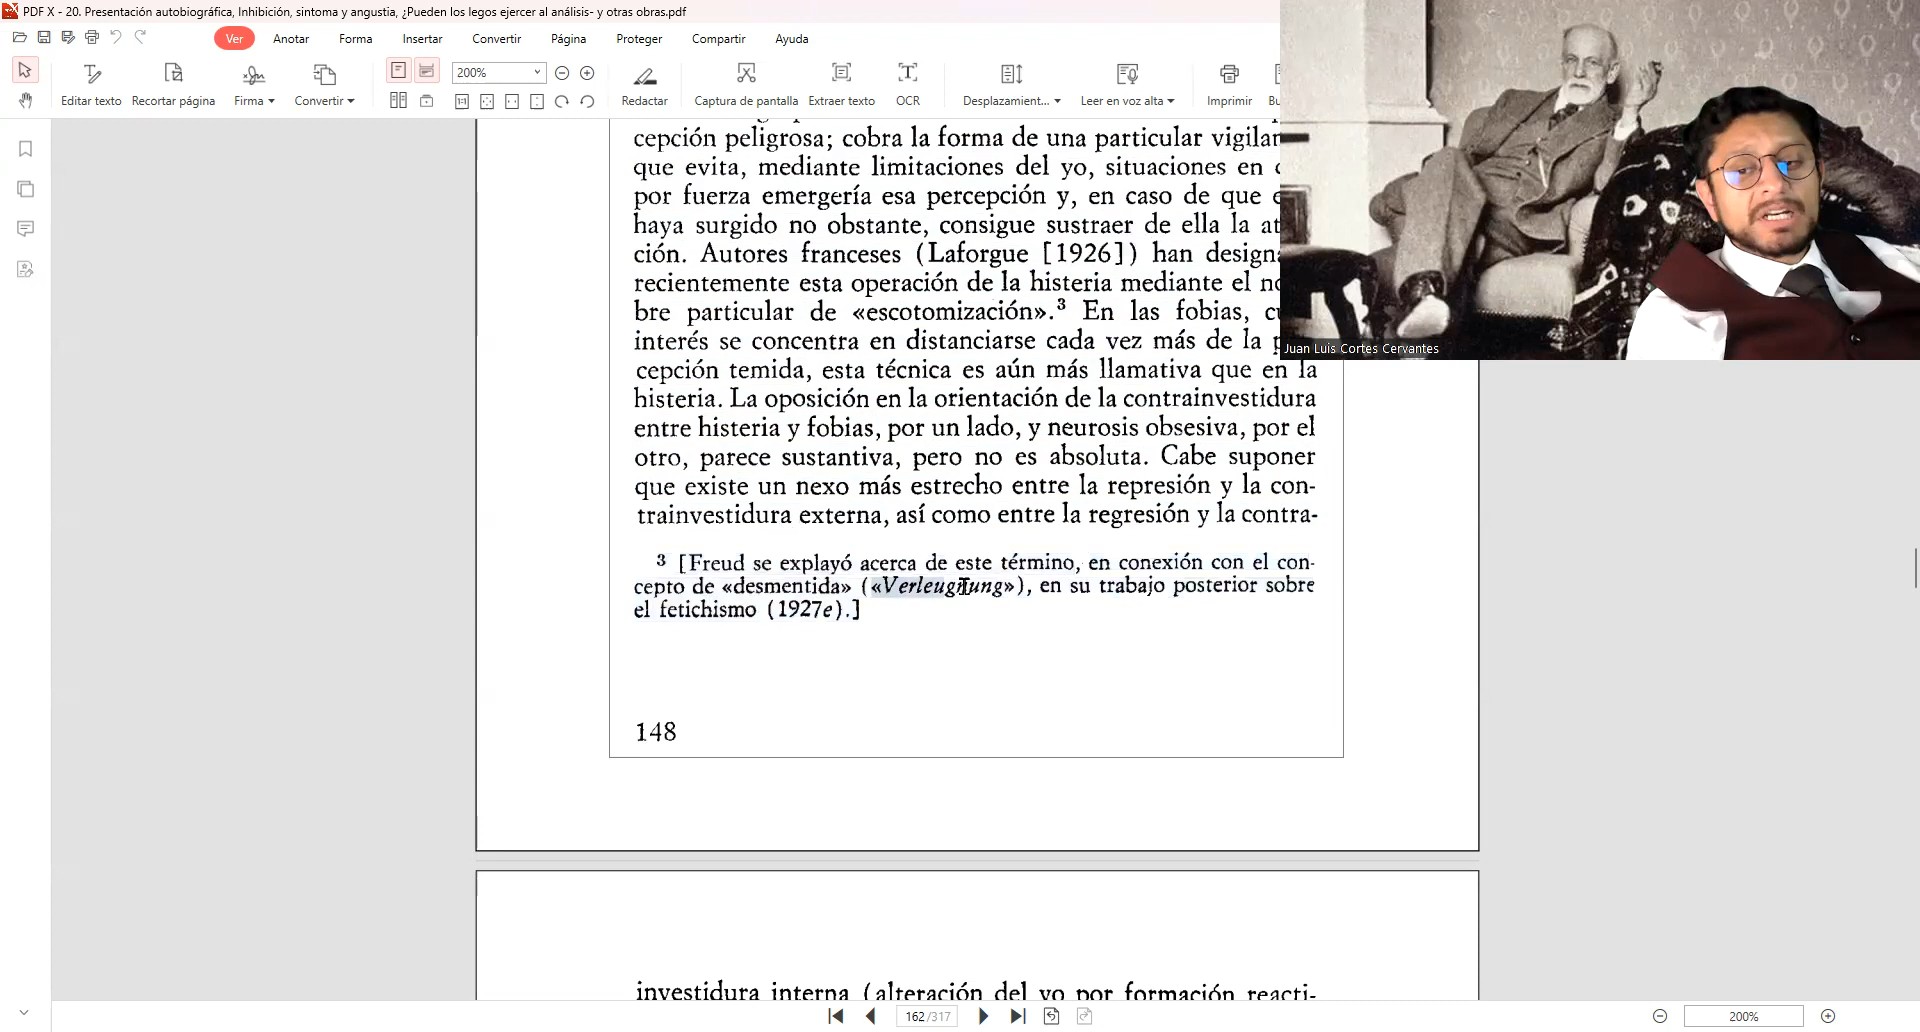 PDF X - 20. Presentación autobiográfica, Inhibición, sintoma y angustia, ¿Pueden los legos ejercer al análisis- y otras obras.pdf
Ver Anotar Forma Insertar Convertir Página Proteger Compartir Ayuda
200%
Editar texto Recortar página Firma Convertir Redactar Captura de pantalla Extraer texto OCR Desplazamient... Leer en voz alta Imprimir Bu
cepción peligrosa; cobra la forma de una particular vigilan
que evita, mediante limitaciones del yo, situaciones en
por fuerza emergería esa percepción y, en caso de que e
haya surgido no obstante, consigue sustraer de ella la at
ción. Autores franceses (Laforgue [1926]) han designa
recientemente esta operación de la histeria mediante el no
bre particular de «escotomización».³ En las fobias, c
interés se concentra en distanciarse cada vez más de la p
Juan Luis Cortes Cervantes
cepción temida, esta técnica es aún más llamativa que en la
histeria. La oposición en la orientación de la contrainvestidura
entre histeria y fobias, por un lado, y neurosis obsesiva, por el
otro, parece sustantiva, pero no es absoluta. Cabe suponer
que existe un nexo más estrecho entre la represión y la con-
trainvestidura externa, así como entre la regresión y la contra-
3 [Freud se explayó acerca de este término, en conexión con el con-
cepto de «desmentida» («Verleugnung»), en su trabajo posterior sobre
el fetichismo (1927e).]
148
investidura interna (alteración del yo por formación reacti-
162/317
200%